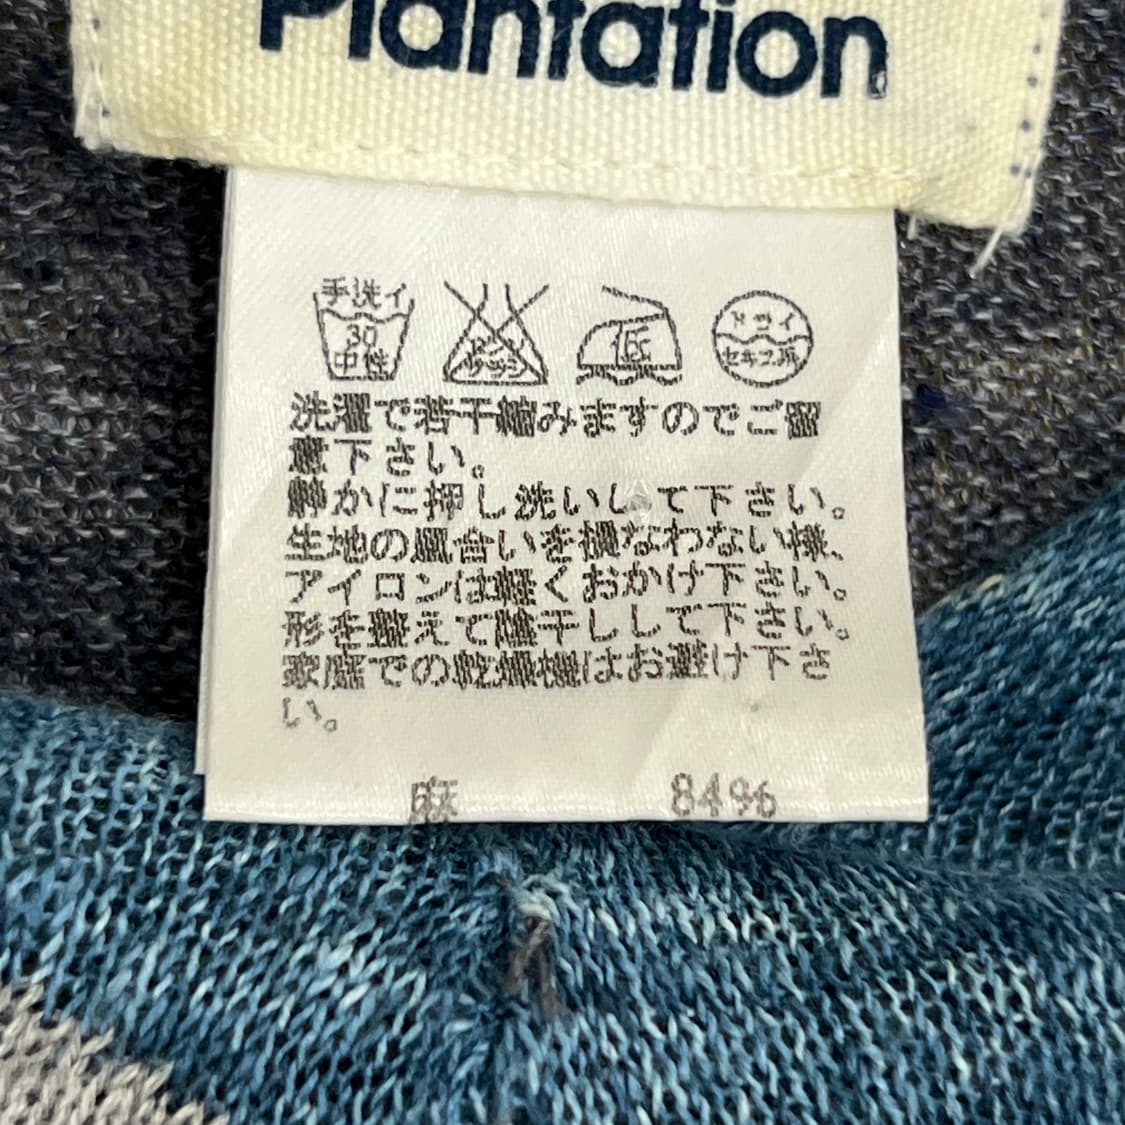 Plantation
手洗イ
30
中性
エンソ
サラシ
ドライ
セキユ系
洗濯で若干縮みますのでご留
意下さい。
静かに押し洗いして下さい。
生地の風合いを損なわない様、
アイロンは軽くおかけ下さい。
形を整えて陰干しして下さい。
家庭での乾燥機はお避け下さ
い。
麻 84%